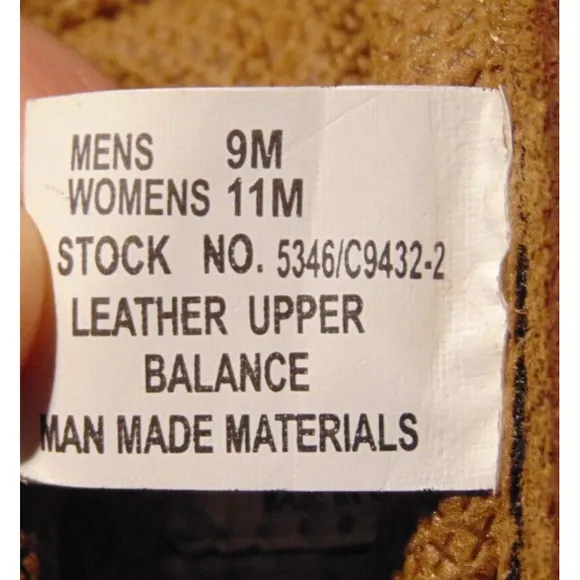 MENS 9M
WOMENS 11M
STOCK NO. 5346/C9432-2
LEATHER UPPER
BALANCE
MAN MADE MATERIALS